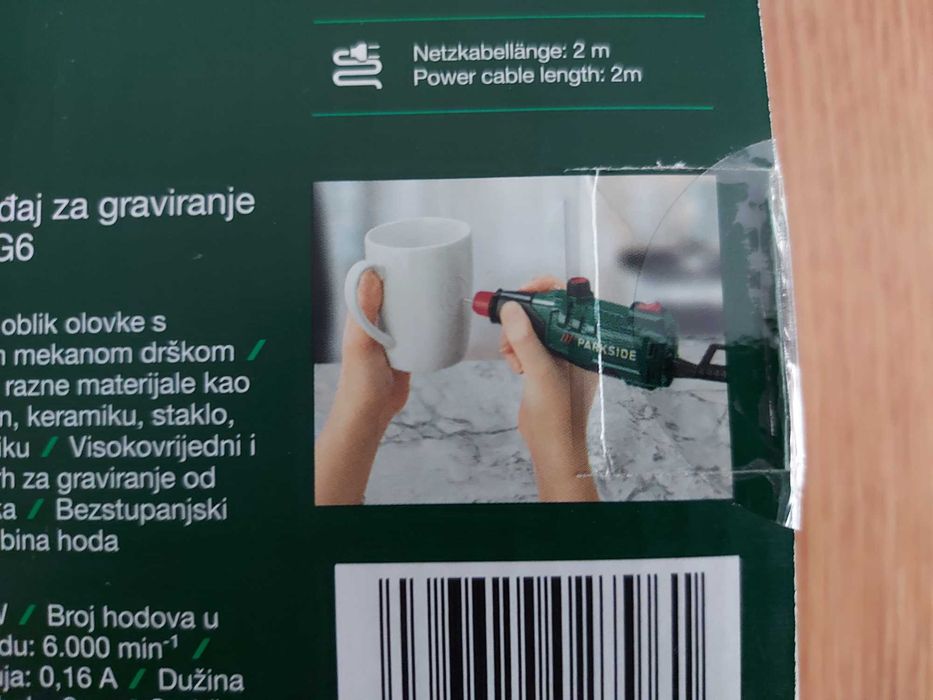 Netzkabellänge: 2 m
Power cable length: 2m
đaj za graviranje
G6
oblik olovke s
m mekanom drškom /
razne materijale kao
n, keramiku, staklo,
iku / Visokovrijedni i
rh za graviranje od
ka / Bezstupanjski
bina hoda
/// PARKSIDE
W / Broj hodova u
du: 6.000 min⁻¹ /
uja: 0,16 A / Dužina